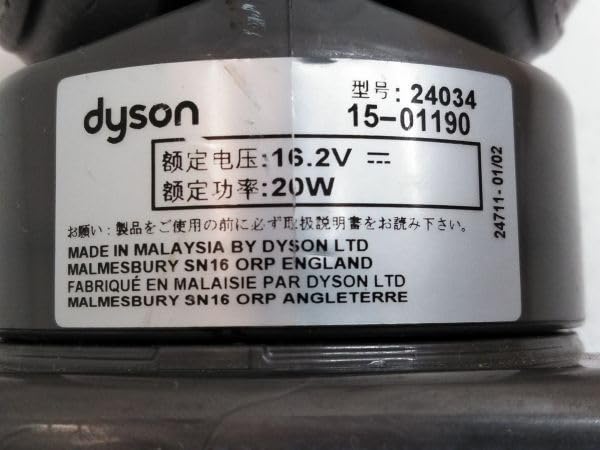 dyson
型号: 24034
15-01190
额定电压:16.2V ⎓
额定功率:20W
お願い:製品をご使用の前に必ず取扱説明書をお読み下さい。
MADE IN MALAYSIA BY DYSON LTD
MALMESBURY SN16 ORP ENGLAND
FABRIQUÉ EN MALAISIE PAR DYSON LTD
MALMESBURY SN16 ORP ANGLETERRE
24711-01/02